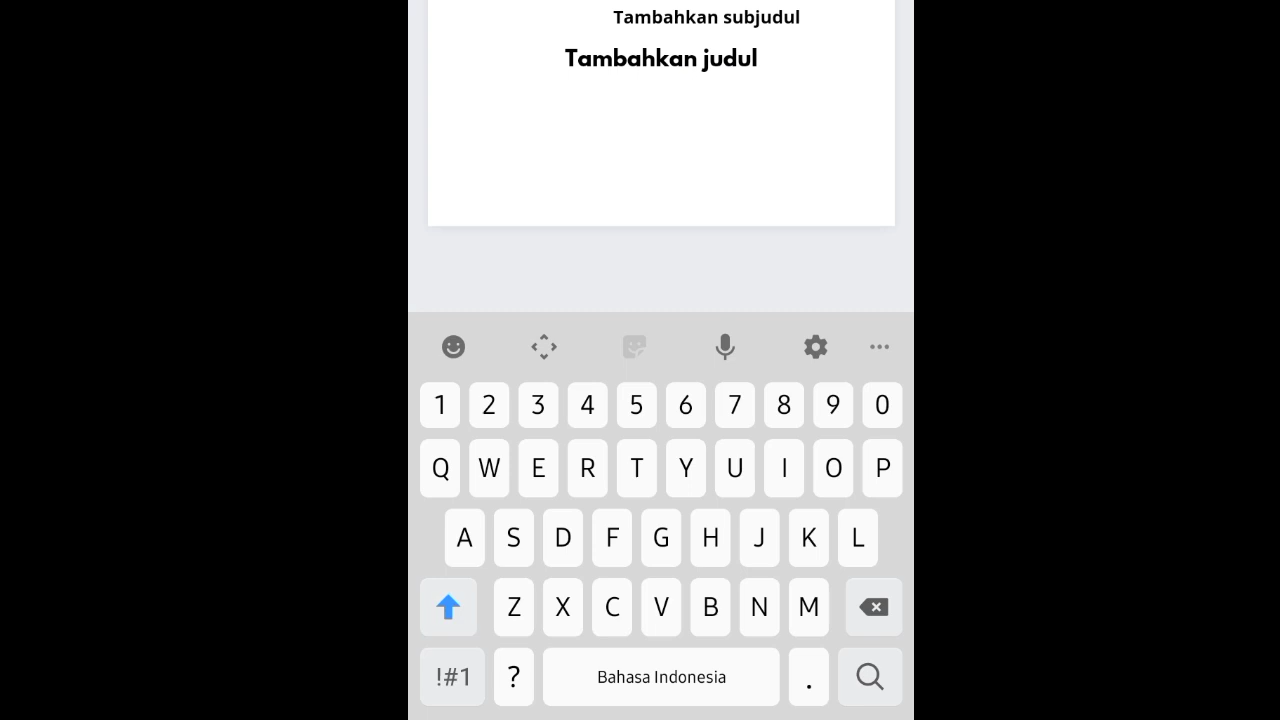 Tambahkan subjudul
Tambahkan judul
1 2 3 4 5 6 7 8 9 0
Q W E R T Y U I O P
A S D F G H J K L
Z X C V B N M
!#1 ? Bahasa Indonesia .